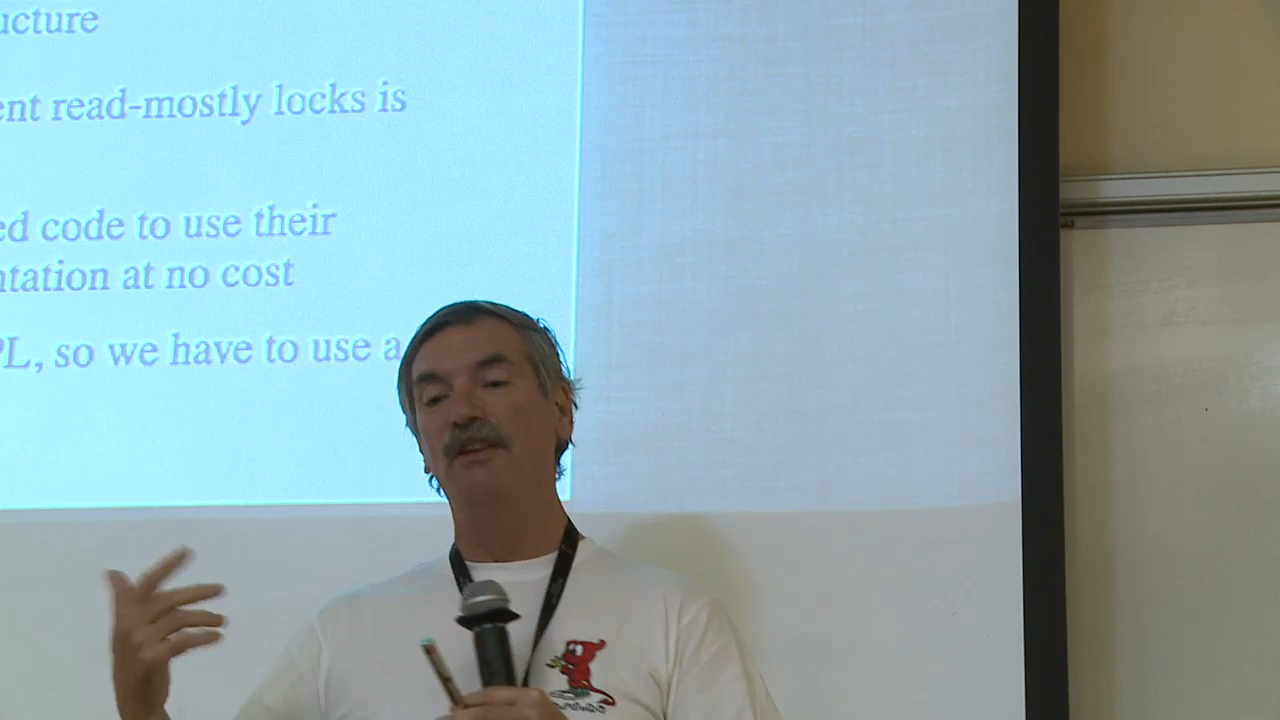 ucture
ent read-mostly locks is
ed code to use their
ntation at no cost
PL, so we have to use a